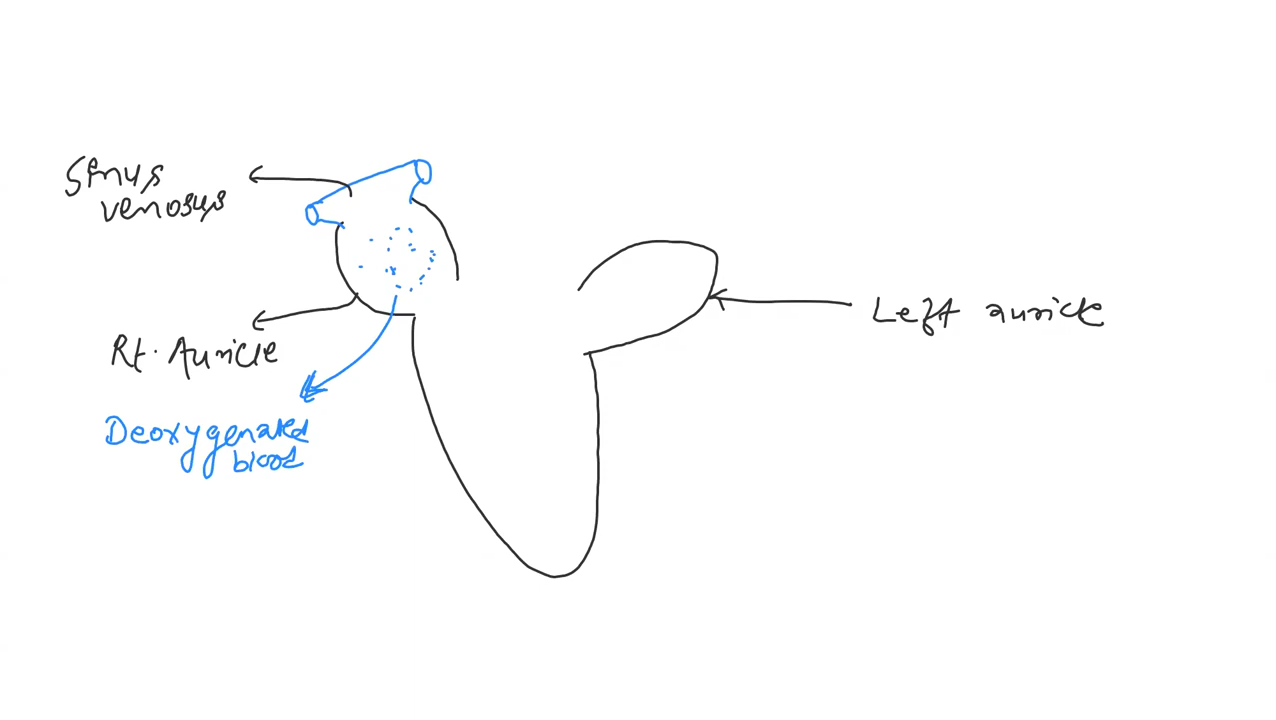 Sinus
venosus
Rt. Auricle
Deoxygenated
blood
Left auricle